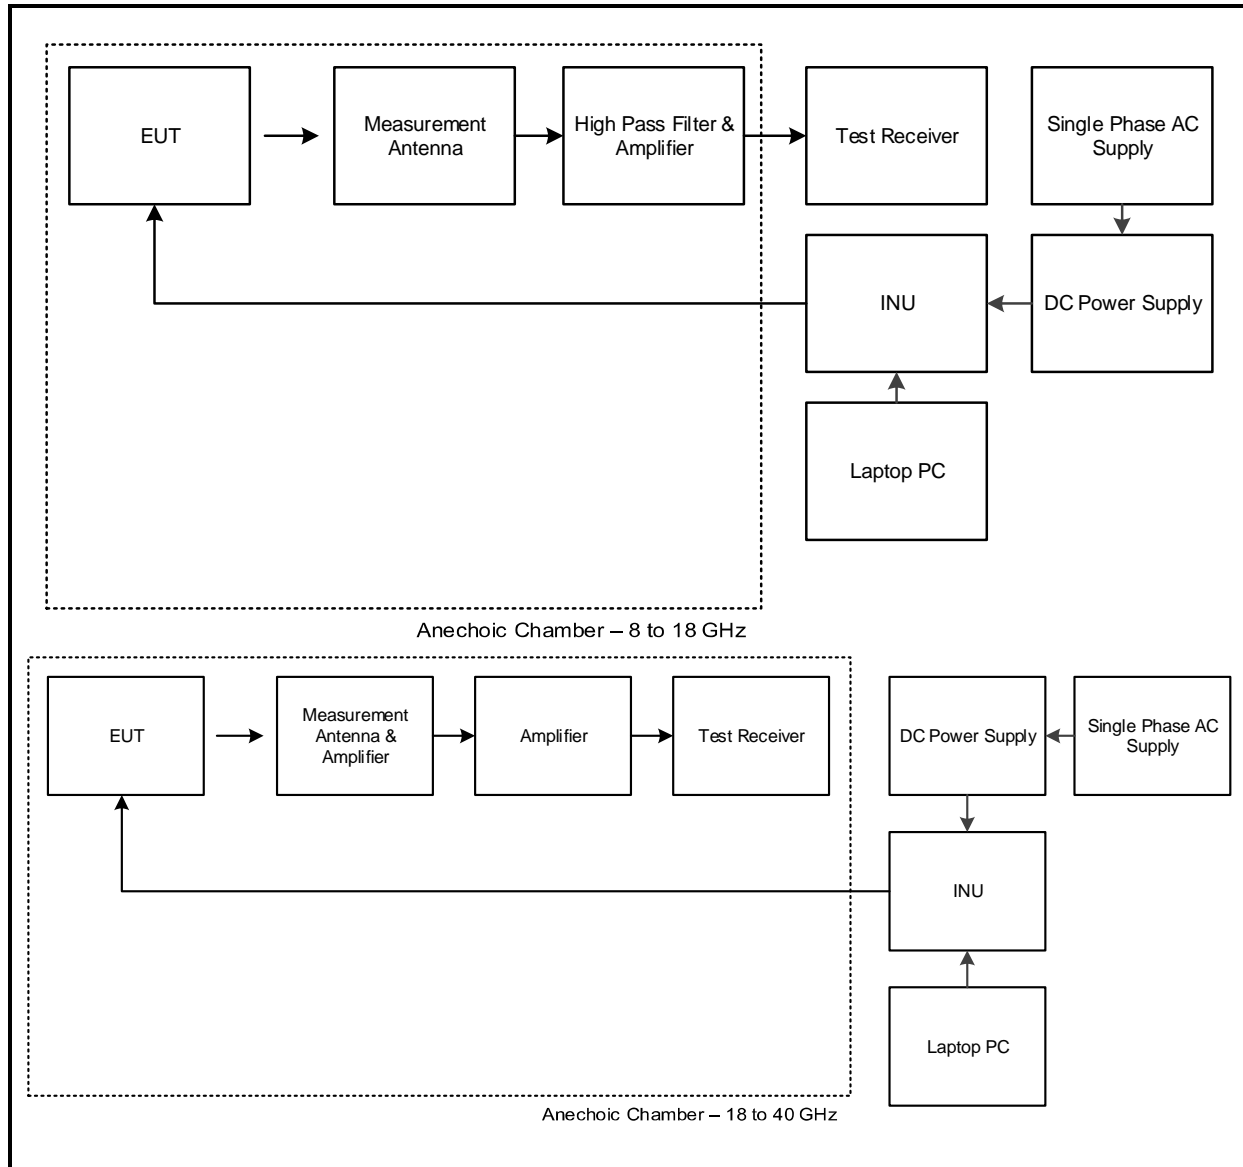 EUT
Measurement
Antenna
High Pass Filter &
Amplifier
Test Receiver
Single Phase AC
Supply
INU
DC Power Supply
Laptop PC
Anechoic Chamber – 8 to 18 GHz
EUT
Measurement
Antenna &
Amplifier
Amplifier
Test Receiver
DC Power Supply
Single Phase AC
Supply
INU
Laptop PC
Anechoic Chamber – 18 to 40 GHz